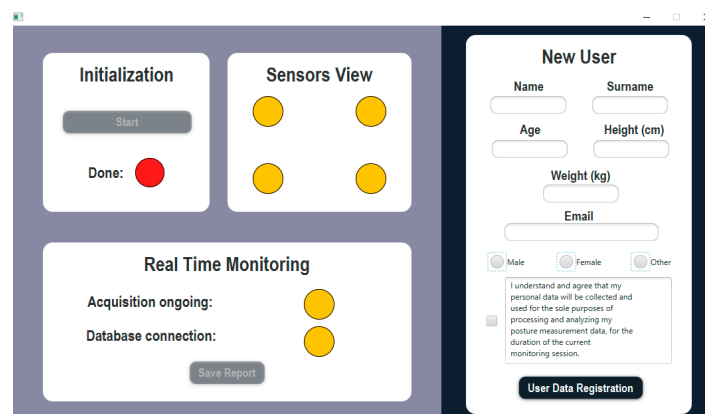 Initialization
Start
Done:
Sensors View
Real Time Monitoring
Acquisition ongoing:
Database connection:
Save Report
New User
Name Surname
Age Height (cm)
Weight (kg)
Email
Male Female Other
I understand and agree that my
personal data will be collected and
used for the sole purposes of
processing and analyzing my
posture measurement data, for the
duration of the current
monitoring session.
User Data Registration